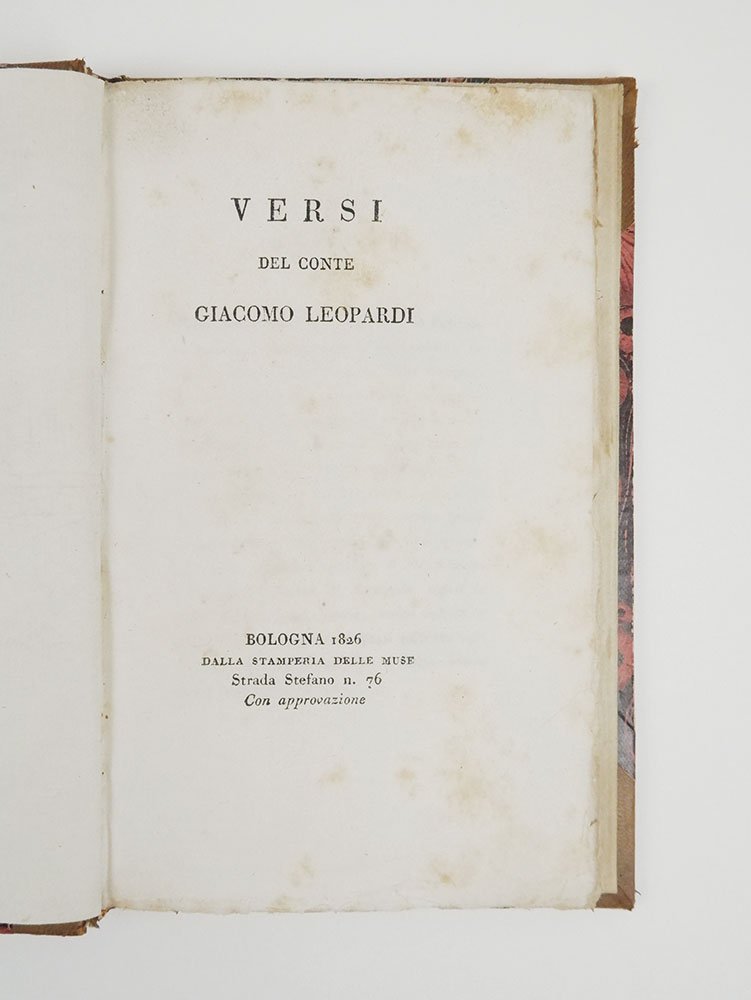 VERSI
DEL CONTE
GIACOMO LEOPARDI
BOLOGNA 1826
DALLA STAMPERIA DELLE MUSE
Strada Stefano n. 76
Con approvazione